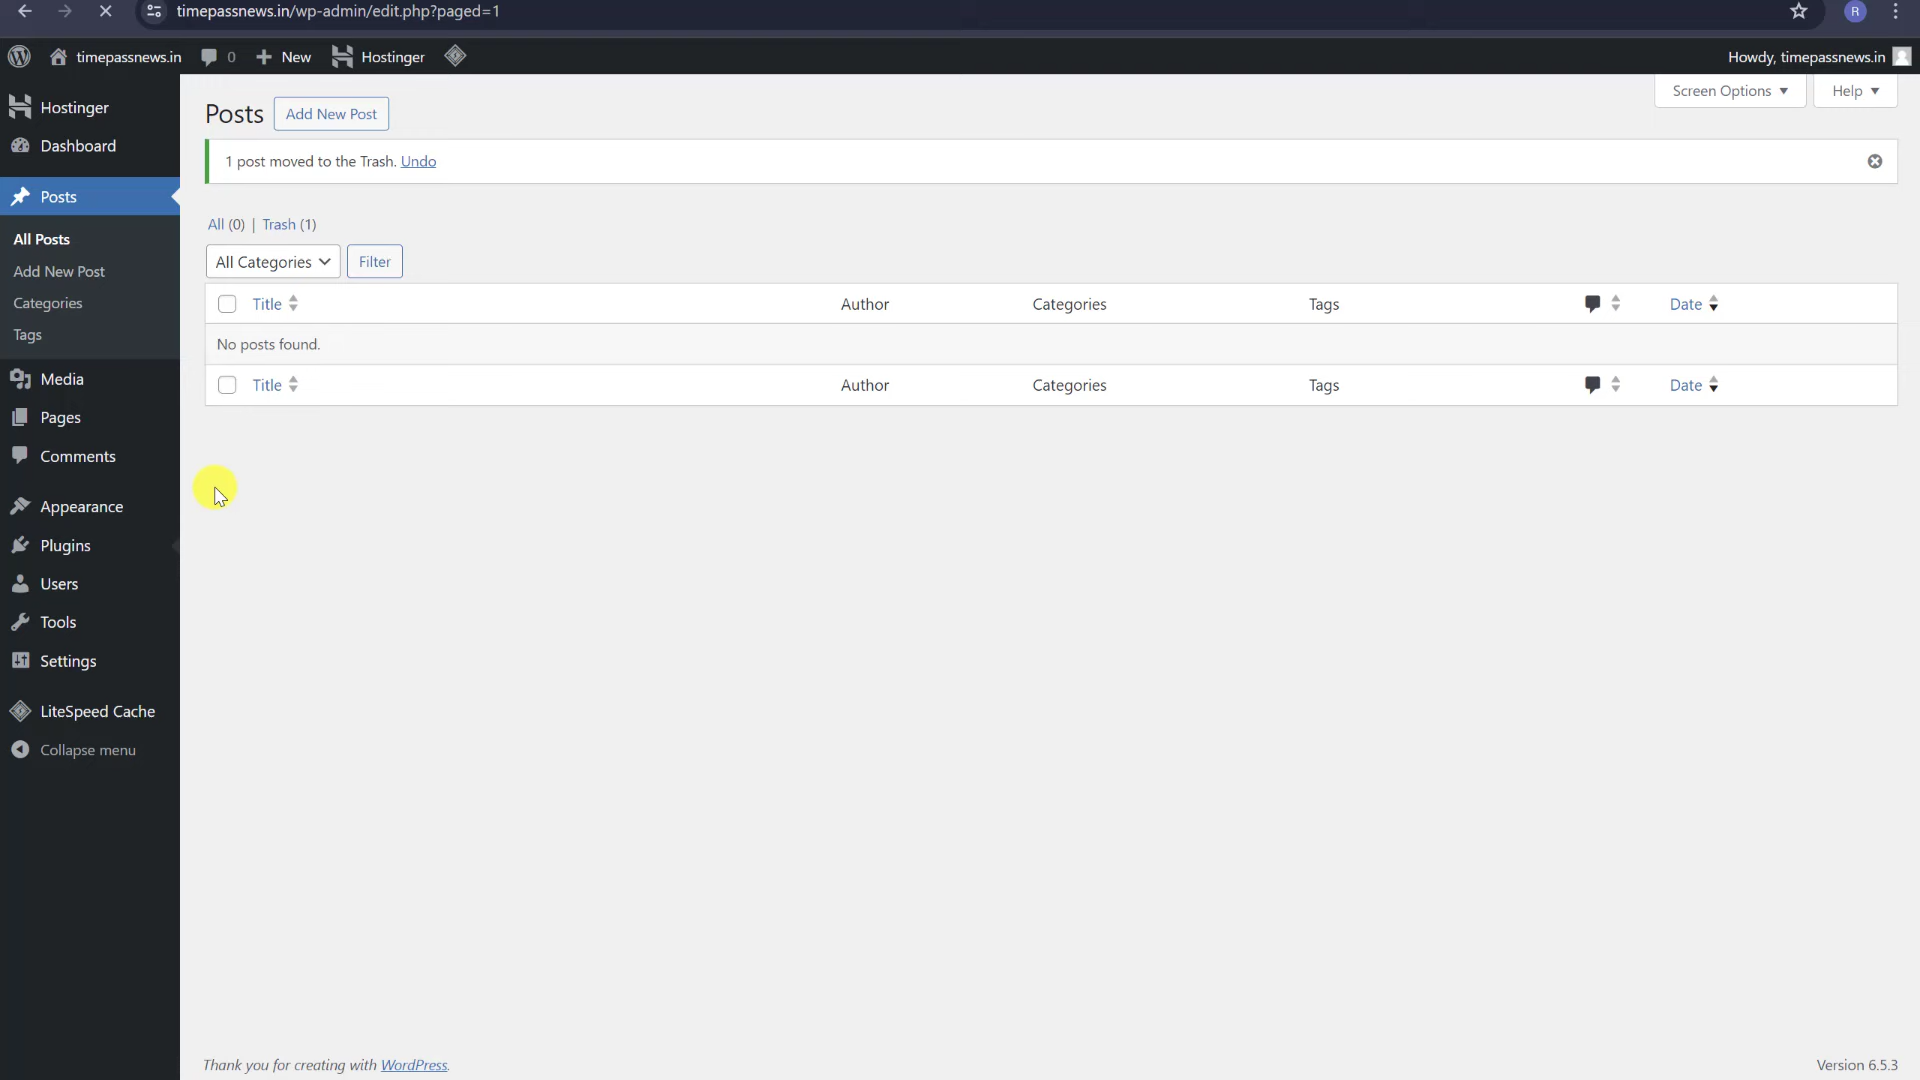 timepassnews.in/wp-admin/edit.php?paged=1
R
timepassnews.in 0 New Hostinger Howdy, timepassnews.in
Screen Options Help
Hostinger
Dashboard
Posts
All Posts
Add New Post
Categories
Tags
Media
Pages
Comments
Appearance
Plugins
Users
Tools
Settings
LiteSpeed Cache
Collapse menu
Posts Add New Post
1 post moved to the Trash. Undo
All (0) | Trash (1)
All Categories Filter
Title Author Categories Tags Date
No posts found.
Title Author Categories Tags Date
Thank you for creating with WordPress. Version 6.5.3